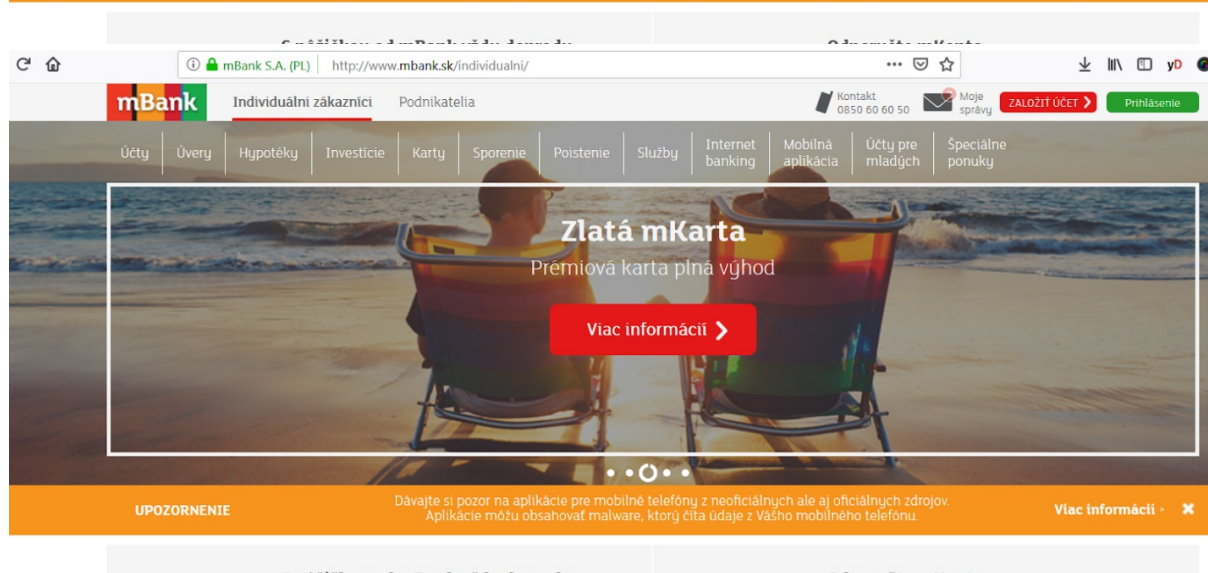 mBank S.A. (PL) http://www.mbank.sk/individualni/
yD
mBank Individuálni zákazníci Podnikatelia
Kontakt
0850 60 60 50
Moje
správy
ZALOŽIŤ ÚČET
Prihlásenie
Účty Úvery Hypotéky Investície Karty Sporenie Poistenie Služby
Internet
banking
Mobilná
aplikácia
Účty pre
mladých
Špeciálne
ponuky
Zlatá mKarta
Prémiová karta plná výhod
Viac informácií
UPOZORNENIE
Dávajte si pozor na aplikácie pre mobilné telefóny z neoficiálnych ale aj oficiálnych zdrojov.
Aplikácie môžu obsahovať malware, ktorý číta údaje z Vášho mobilného telefónu.
Viac informácií